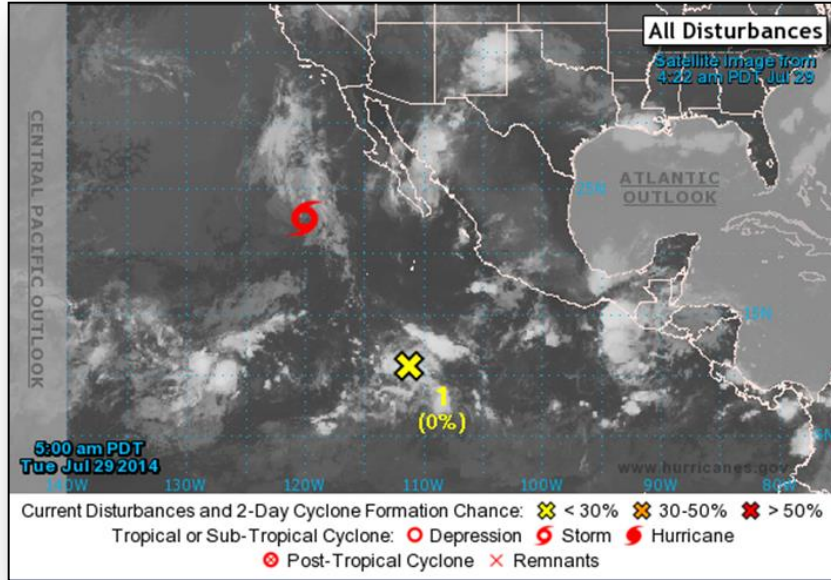 All Disturbances
Satellite Image from
4:22 am PDT Jul 29
CENTRAL PACIFIC OUTLOOK
ATLANTIC
OUTLOOK
25N
15N
1
(0%)
5N
5:00 am PDT
Tue Jul 29 2014
www.hurricanes.gov
140W 130W 120W 110W 100W 90W 80W
Current Disturbances and 2-Day Cyclone Formation Chance: < 30% 30-50% > 50%
Tropical or Sub-Tropical Cyclone: Depression Storm Hurricane
Post-Tropical Cyclone Remnants